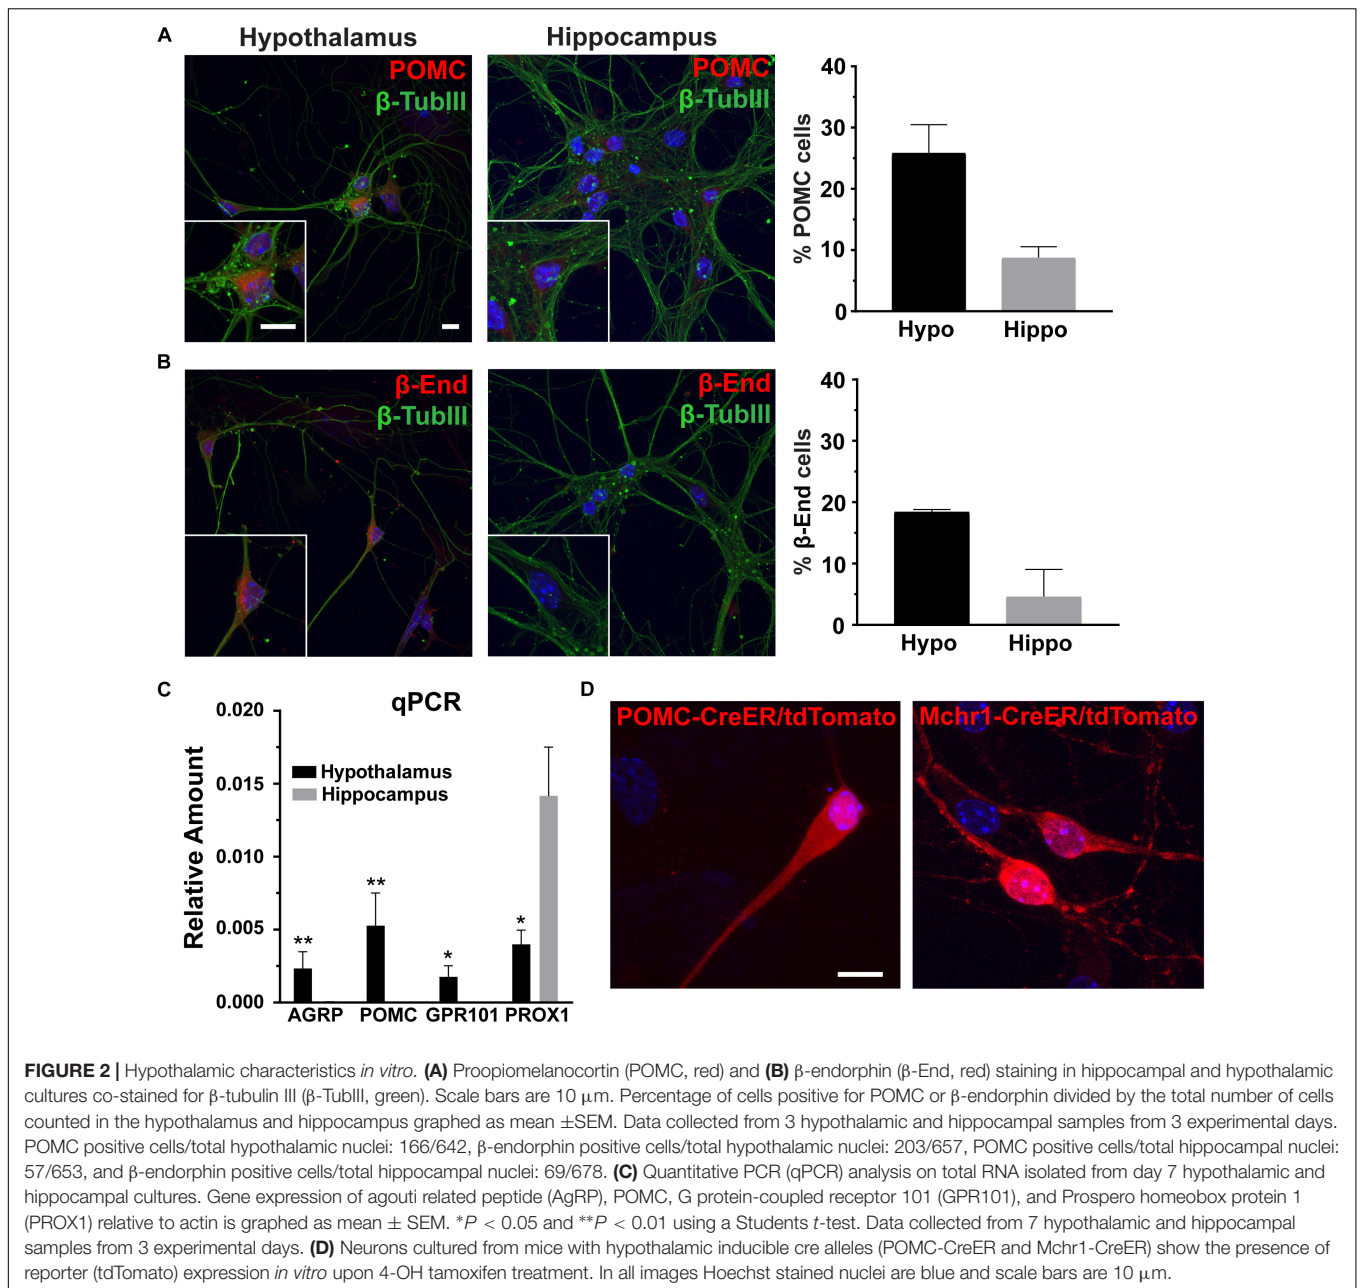 A
Hypothalamus
Hippocampus
POMC
β-TubIII
POMC
β-TubIII
% POMC cells
40
30
20
10
0
Hypo
Hippo
B
β-End
β-TubIII
β-End
β-TubIII
% β-End cells
40
30
20
10
0
Hypo
Hippo
C
qPCR
Relative Amount
0.020
0.015
0.010
0.005
0.000
Hypothalamus
Hippocampus
**
**
*
*
AGRP
POMC
GPR101
PROX1
D
POMC-CreER/tdTomato
Mchr1-CreER/tdTomato
FIGURE 2 | Hypothalamic characteristics in vitro. (A) Proopiomelanocortin (POMC, red) and (B) β-endorphin (β-End, red) staining in hippocampal and hypothalamic
cultures co-stained for β-tubulin III (β-TubIII, green). Scale bars are 10 μm. Percentage of cells positive for POMC or β-endorphin divided by the total number of cells
counted in the hypothalamus and hippocampus graphed as mean ±SEM. Data collected from 3 hypothalamic and hippocampal samples from 3 experimental days.
POMC positive cells/total hypothalamic nuclei: 166/642, β-endorphin positive cells/total hypothalamic nuclei: 203/657, POMC positive cells/total hippocampal nuclei:
57/653, and β-endorphin positive cells/total hippocampal nuclei: 69/678. (C) Quantitative PCR (qPCR) analysis on total RNA isolated from day 7 hypothalamic and
hippocampal cultures. Gene expression of agouti related peptide (AgRP), POMC, G protein-coupled receptor 101 (GPR101), and Prospero homeobox protein 1
(PROX1) relative to actin is graphed as mean ± SEM. *P < 0.05 and **P < 0.01 using a Students t-test. Data collected from 7 hypothalamic and hippocampal
samples from 3 experimental days. (D) Neurons cultured from mice with hypothalamic inducible cre alleles (POMC-CreER and Mchr1-CreER) show the presence of
reporter (tdTomato) expression in vitro upon 4-OH tamoxifen treatment. In all images Hoechst stained nuclei are blue and scale bars are 10 μm.